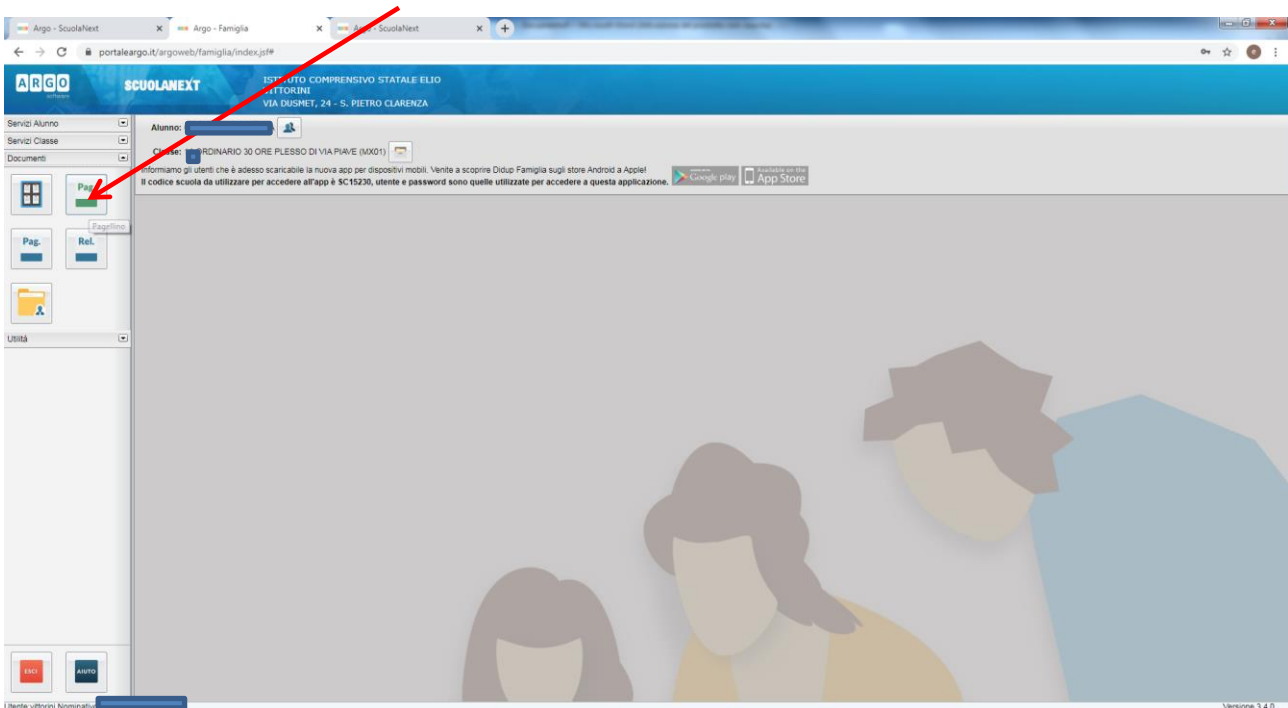 Argo - ScuolaNext
Argo - Famiglia
Argo - ScuolaNext
portaleargo.it/argoweb/famiglia/index.jsf#
ARGO
software
SCUOLANEXT
ISTITUTO COMPRENSIVO STATALE ELIO
VITTORINI
VIA DUSMET, 24 - S. PIETRO CLARENZA
Servizi Alunno
Servizi Classe
Documenti
Alunno:
Classe: ORDINARIO 30 ORE PLESSO DI VIA PIAVE (MX01)
Informiamo gli utenti che è adesso scaricabile la nuova app per dispositivi mobili. Venite a scoprire Didup Famiglia sugli store Android a Apple!
Il codice scuola da utilizzare per accedere all'app è SC15230, utente e password sono quelle utilizzate per accedere a questa applicazione.
Google play
Available on the
App Store
Pag.
Pagellino
Pag.
Rel.
Utilità
ESCI
AIUTO
Utente:vittorini Nominativo
Versione 3.4.0